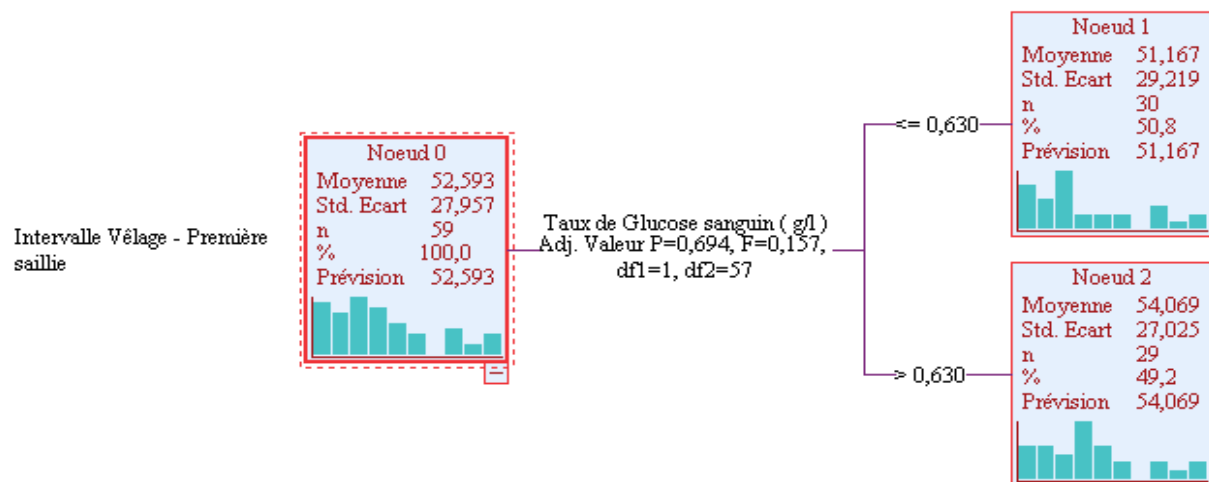 Intervalle Vêlage - Première
saillie
Noeud 0
Moyenne 52,593
Std. Ecart 27,957
n 59
% 100,0
Prévision 52,593
Taux de Glucose sanguin ( g/l )
Adj. Valeur P=0,694, F=0,157,
df1=1, df2=57
<= 0,630
Noeud 1
Moyenne 51,167
Std. Ecart 29,219
n 30
% 50,8
Prévision 51,167
> 0,630
Noeud 2
Moyenne 54,069
Std. Ecart 27,025
n 29
% 49,2
Prévision 54,069